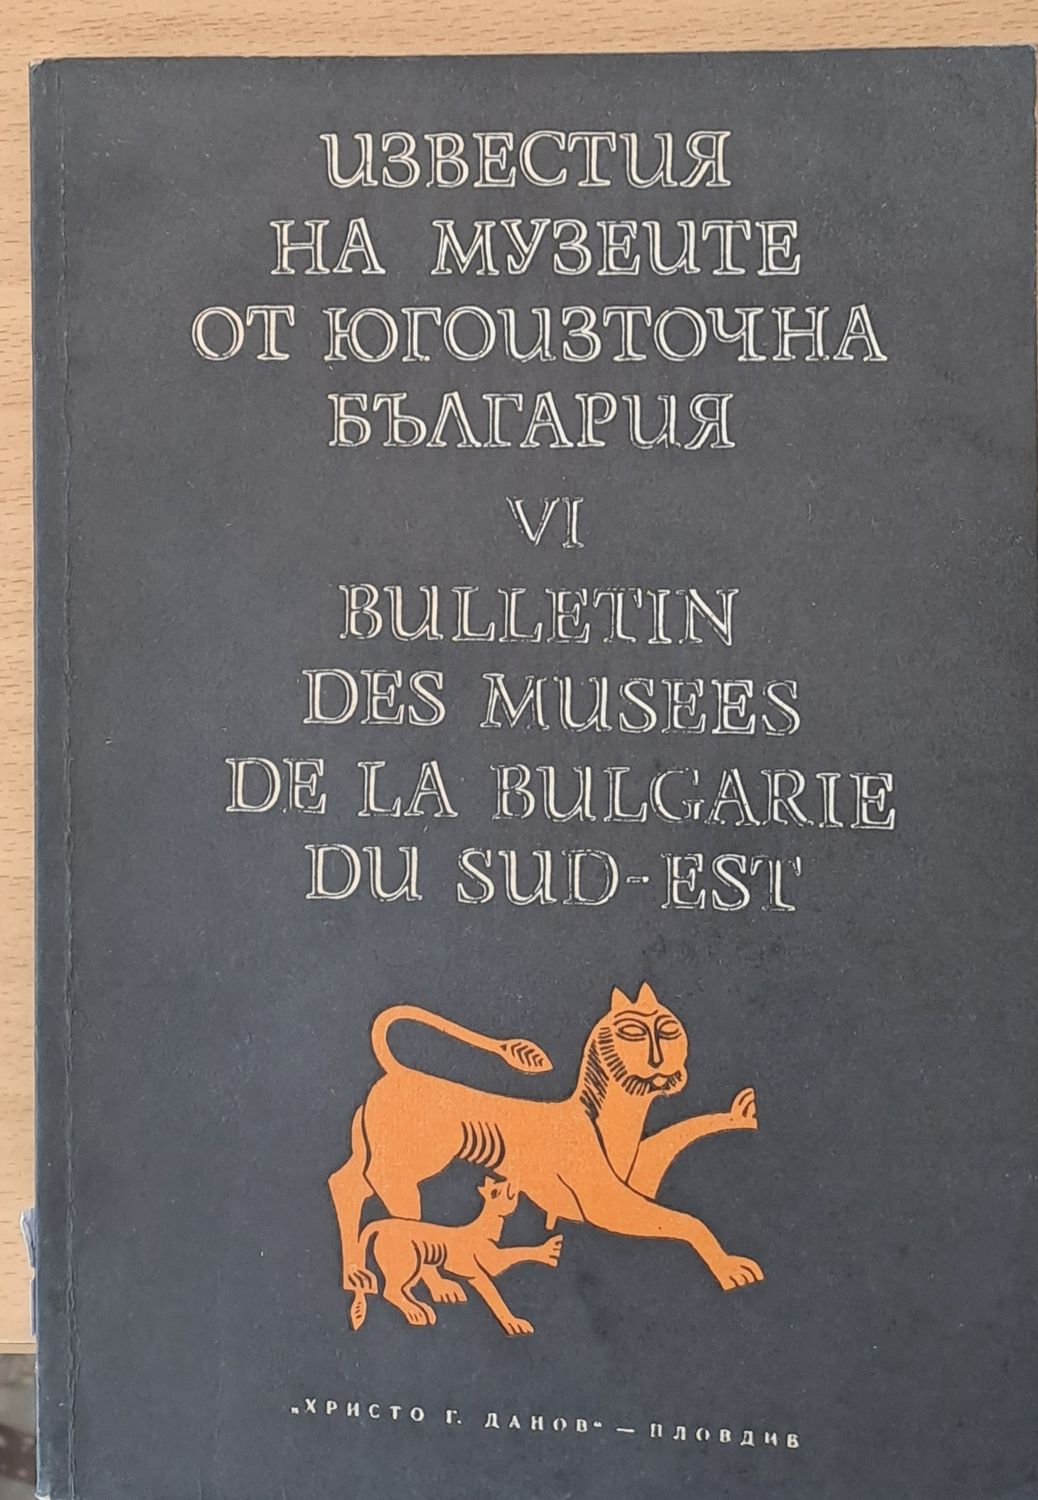 ИЗВЕСТИЯ
НА МУЗЕИТЕ
ОТ ЮГОИЗТОЧНА
БЪЛГАРИЯ
VI
BULLETIN
DES MUSEES
DE LA BULGARIE
DU SUD-EST
„ХРИСТО Г. ДАНОВ“ — ПЛОВДИВ